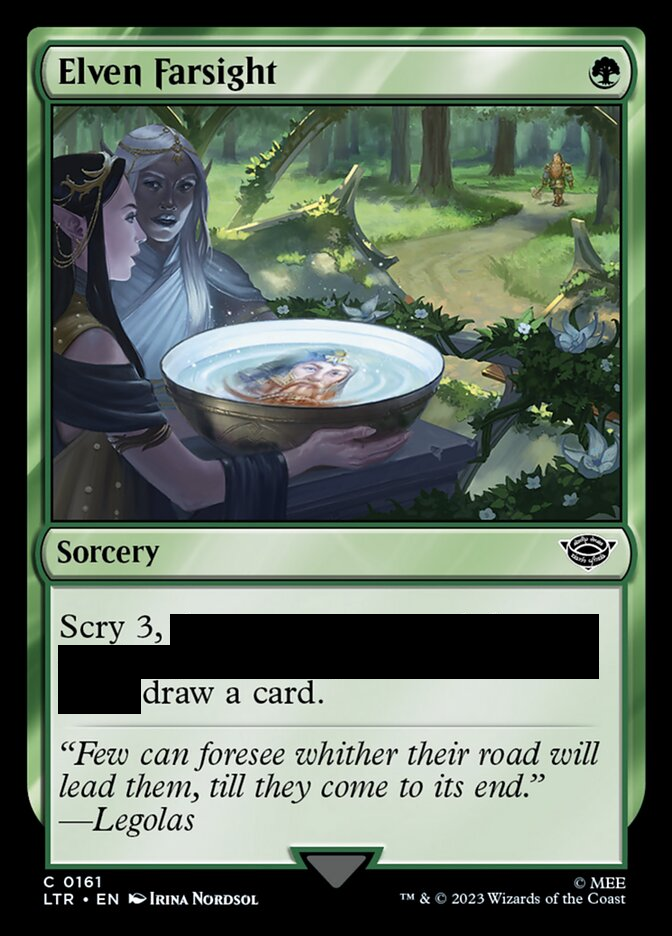 Elven Farsight
Sorcery
Scry 3,
draw a card.
“Few can foresee whither their road will
lead them, till they come to its end.”
—Legolas
C 0161
LTR • EN Irina Nordsol
© MEE
™ & © 2023 Wizards of the Coast